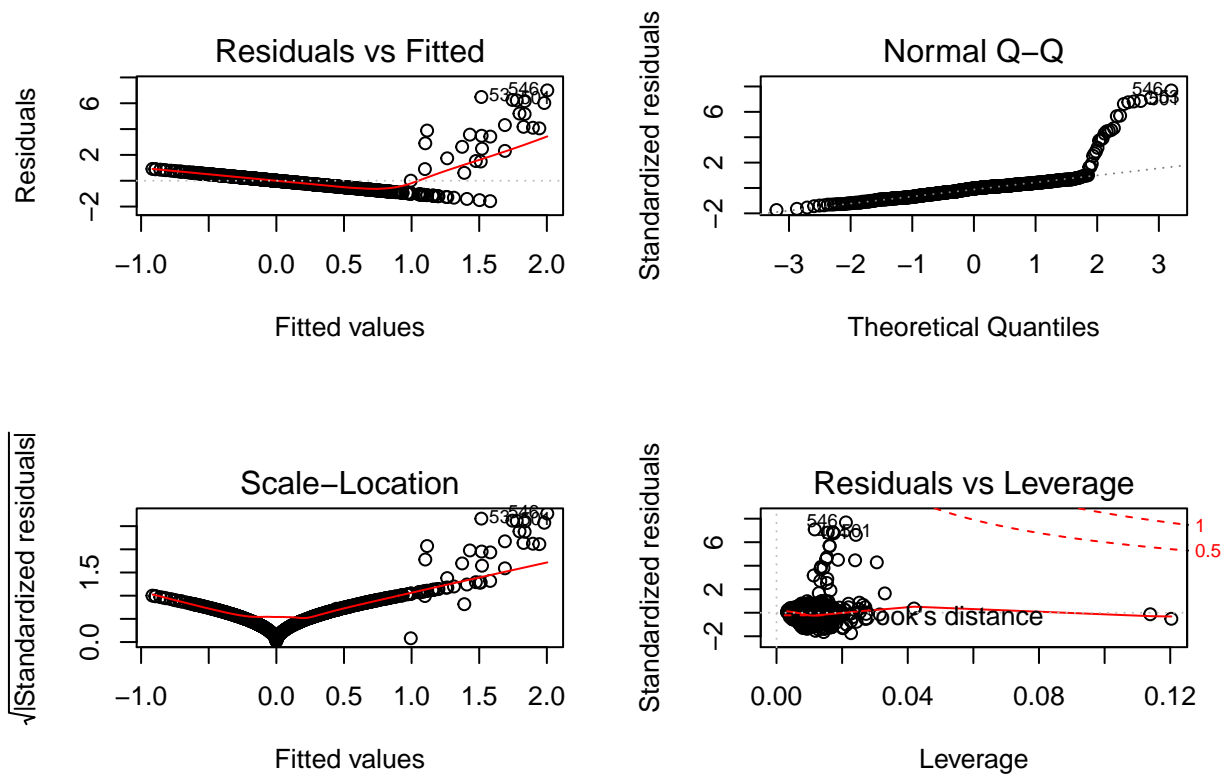 Residuals vs Fitted
Residuals
6
2
−2
−1.0 0.0 0.5 1.0 1.5 2.0
Fitted values
546
Normal Q−Q
Standardized residuals
6
2
−2
−3 −2 −1 0 1 2 3
Theoretical Quantiles
546
Scale−Location
√|Standardized residuals|
1.5
0.0
−1.0 0.0 0.5 1.0 1.5 2.0
Fitted values
546
Residuals vs Leverage
Standardized residuals
6
2
−2
0.00 0.04 0.08 0.12
Leverage
546
501
Cook's distance
1
0.5